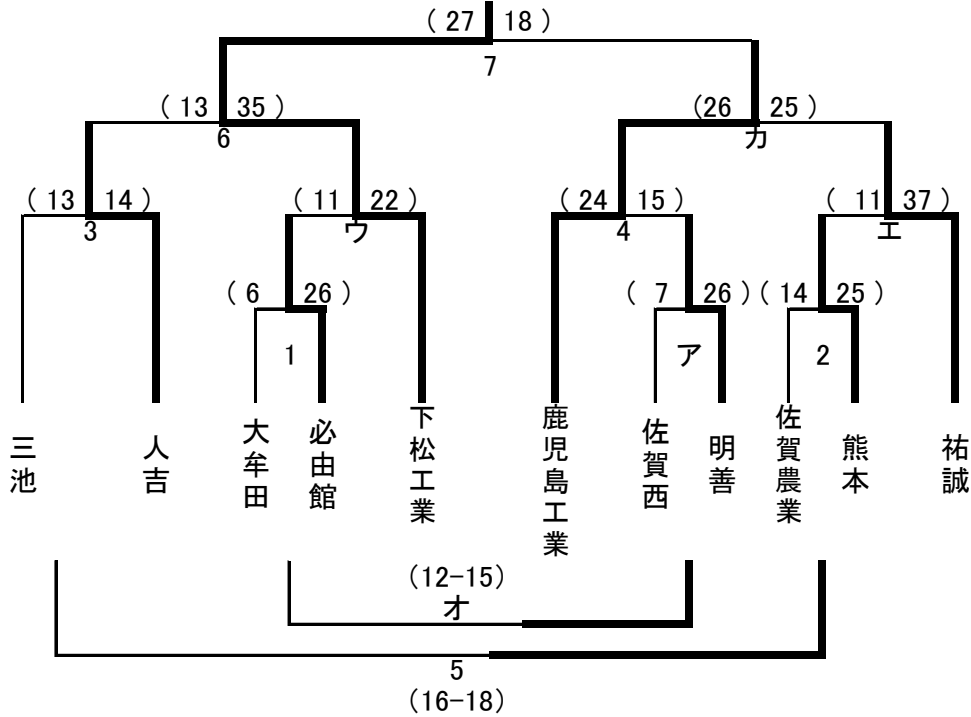 ( 27 18 )
7
( 13 35 )
6
(26 25 )
カ
( 13 14 )
3
( 11 22 )
ウ
( 24 15 )
4
( 11 37 )
エ
( 6 26 )
1
( 7 26 )
ア
( 14 25 )
2
三池
人吉
大牟田
必由館
下松工業
鹿児島工業
佐賀西
明善
佐賀農業
熊本
祐誠
(12-15)
オ
5
(16-18)